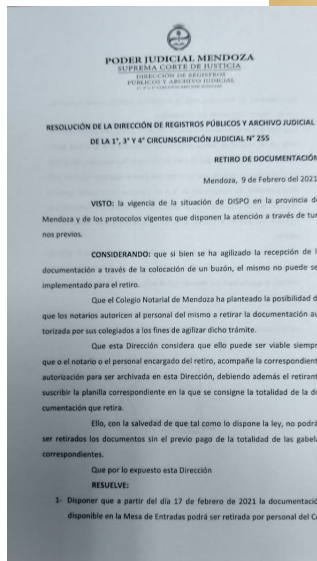 PODER JUDICIAL MENDOZA
SUPREMA CORTE DE JUSTICIA
DIRECCIÓN DE REGISTROS
PÚBLICOS Y ARCHIVO JUDICIAL
RESOLUCIÓN DE LA DIRECCIÓN DE REGISTROS PÚBLICOS Y ARCHIVO JUDICIAL
DE LA 1°, 3° Y 4° CIRCUNSCRIPCIÓN JUDICIAL N° 255
RETIRO DE DOCUMENTACIÓN
Mendoza, 9 de Febrero del 2021
VISTO: la vigencia de la situación de DISPO en la provincia d
Mendoza y de los protocolos vigentes que disponen la atención a través de tur
nos previos.
CONSIDERANDO: que si bien se ha agilizado la recepción de l
documentación a través de la colocación de un buzón, el mismo no puede se
implementado para el retiro.
Que el Colegio Notarial de Mendoza ha planteado la posibilidad d
que los notarios autoricen al personal del mismo a retirar la documentación au
torizada por sus colegiados a los fines de agilizar dicho trámite.
Que esta Dirección considera que ello puede ser viable siempr
que o el notario o el personal encargado del retiro, acompañe la correspondient
autorización para ser archivada en esta Dirección, debiendo además el retirant
suscribir la planilla correspondiente en la que se consigne la totalidad de la do
cumentación que retira.
Ello, con la salvedad de que tal como lo dispone la ley, no podrá
ser retirados los documentos sin el previo pago de la totalidad de las gabela
correspondientes.
Que por lo expuesto esta Dirección
RESUELVE:
1- Disponer que a partir del día 17 de febrero de 2021 la documentació
disponible en la Mesa de Entradas podrá ser retirada por personal del Co